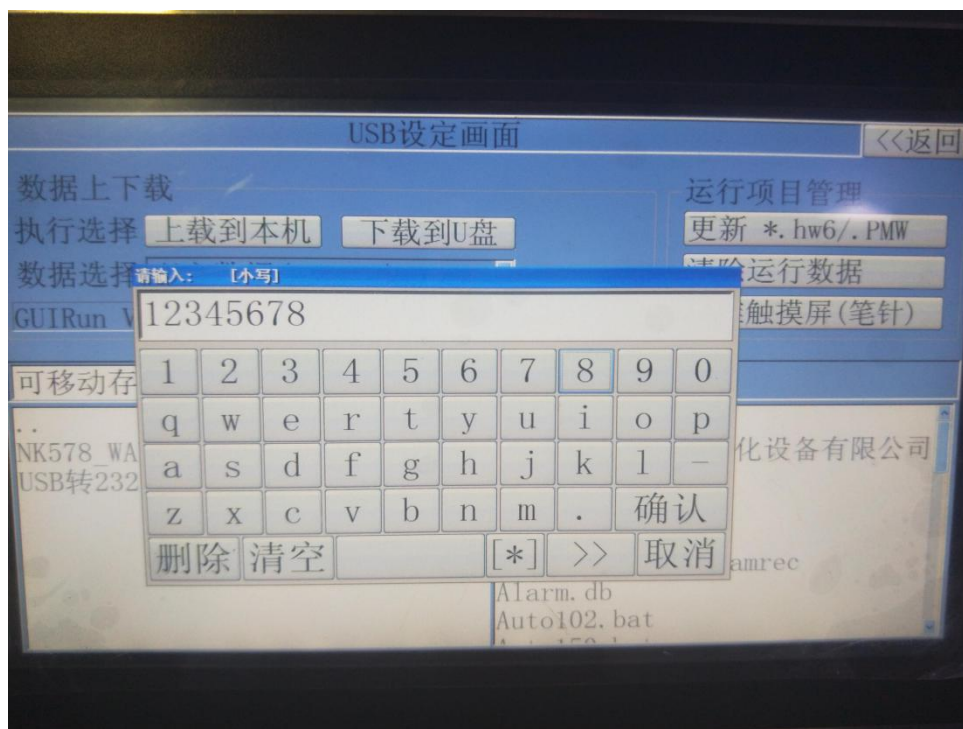 USB设定画面
<<返回
数据上下载
运行项目管理
执行选择 上载到本机 下载到U盘
更新 *.hw6/.PMW
数据选择
清除运行数据
请输入: [小写]
GUIRun V
触摸屏(笔针)
12345678
1 2 3 4 5 6 7 8 9 0
可移动存
q w e r t y u i o p
..
NK578_WA
化设备有限公司
a s d f g h j k l —
USB转232
z x c v b n m . 确认
删除 清空 [*] >> 取消
amrec
Alarm.db
Auto102.bat